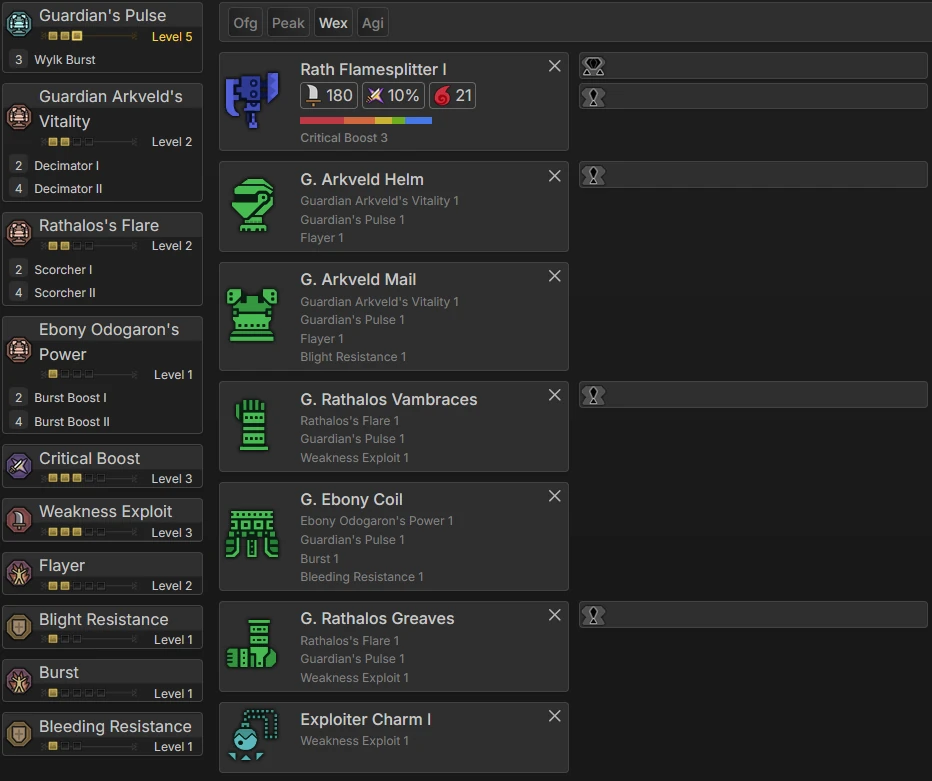 Guardian's Pulse
Level 5
3 Wylk Burst
Guardian Arkveld's
Vitality
Level 2
2 Decimator I
4 Decimator II
Rathalos's Flare
Level 2
2 Scorcher I
4 Scorcher II
Ebony Odogaron's
Power
Level 1
2 Burst Boost I
4 Burst Boost II
Critical Boost
Level 3
Weakness Exploit
Level 3
Flayer
Level 2
Blight Resistance
Level 1
Burst
Level 1
Bleeding Resistance
Level 1
Ofg Peak Wex Agi
Rath Flamesplitter I
180 10% 21
Critical Boost 3
G. Arkveld Helm
Guardian Arkveld's Vitality 1
Guardian's Pulse 1
Flayer 1
G. Arkveld Mail
Guardian Arkveld's Vitality 1
Guardian's Pulse 1
Flayer 1
Blight Resistance 1
G. Rathalos Vambraces
Rathalos's Flare 1
Guardian's Pulse 1
Weakness Exploit 1
G. Ebony Coil
Ebony Odogaron's Power 1
Guardian's Pulse 1
Burst 1
Bleeding Resistance 1
G. Rathalos Greaves
Rathalos's Flare 1
Guardian's Pulse 1
Weakness Exploit 1
Exploiter Charm I
Weakness Exploit 1